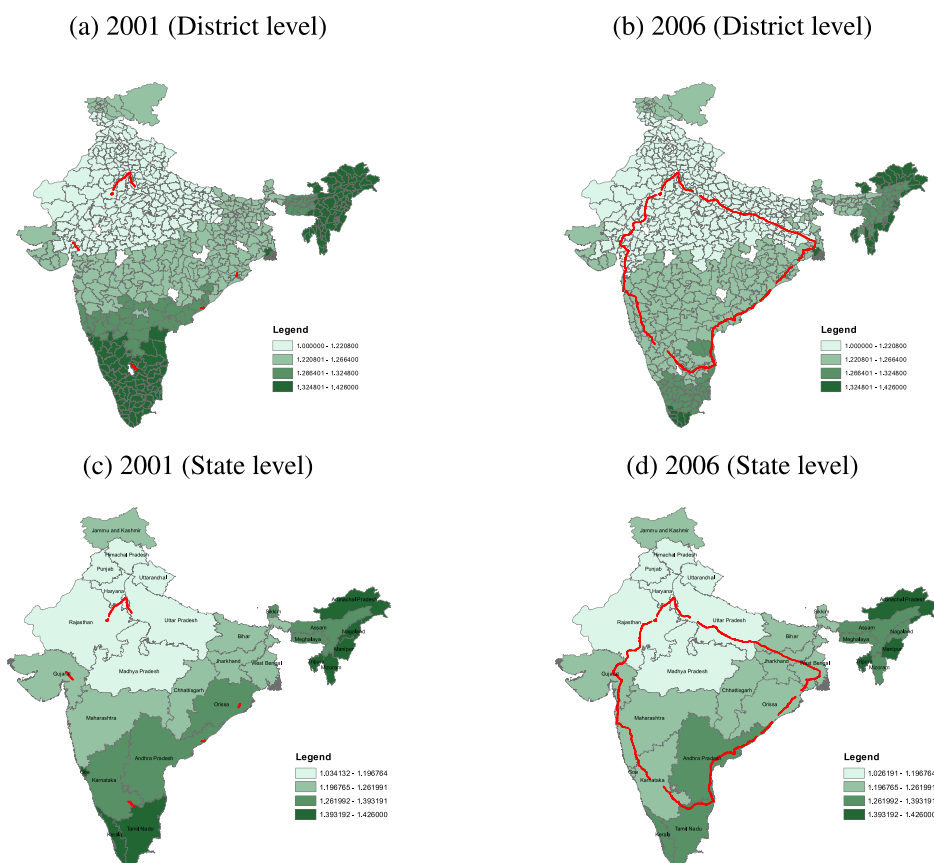 (a) 2001 (District level)
(b) 2006 (District level)
Legend
1.000000 - 1.220800
1.220801 - 1.266400
1.266401 - 1.324800
1.324801 - 1.426000
Legend
1.000000 - 1.220800
1.220801 - 1.266400
1.266401 - 1.324800
1.324801 - 1.426000
(c) 2001 (State level)
(d) 2006 (State level)
Jammu and Kashmir
Himachal Pradesh
Punjab
Uttaranchal
Haryana
Rajasthan
Uttar Pradesh
Sikkim
Arunachal Pradesh
Assam
Nagaland
Meghalaya
Manipur
Tripura
Mizoram
Bihar
Jharkhand
West Bengal
Gujarat
Madhya Pradesh
Chhattisgarh
Orissa
Maharashtra
Andhra Pradesh
Goa
Karnataka
Kerala
Tamil Nadu
Legend
1.034132 - 1.196764
1.196765 - 1.261991
1.261992 - 1.393191
1.393192 - 1.426000
Jammu and Kashmir
Himachal Pradesh
Punjab
Uttaranchal
Haryana
Rajasthan
Uttar Pradesh
Sikkim
Arunachal Pradesh
Assam
Nagaland
Meghalaya
Manipur
Tripura
Mizoram
Bihar
Jharkhand
West Bengal
Gujarat
Madhya Pradesh
Chhattisgarh
Orissa
Maharashtra
Andhra Pradesh
Goa
Karnataka
Kerala
Tamil Nadu
Legend
1.026191 - 1.196764
1.196765 - 1.261991
1.261992 - 1.393191
1.393192 - 1.426000